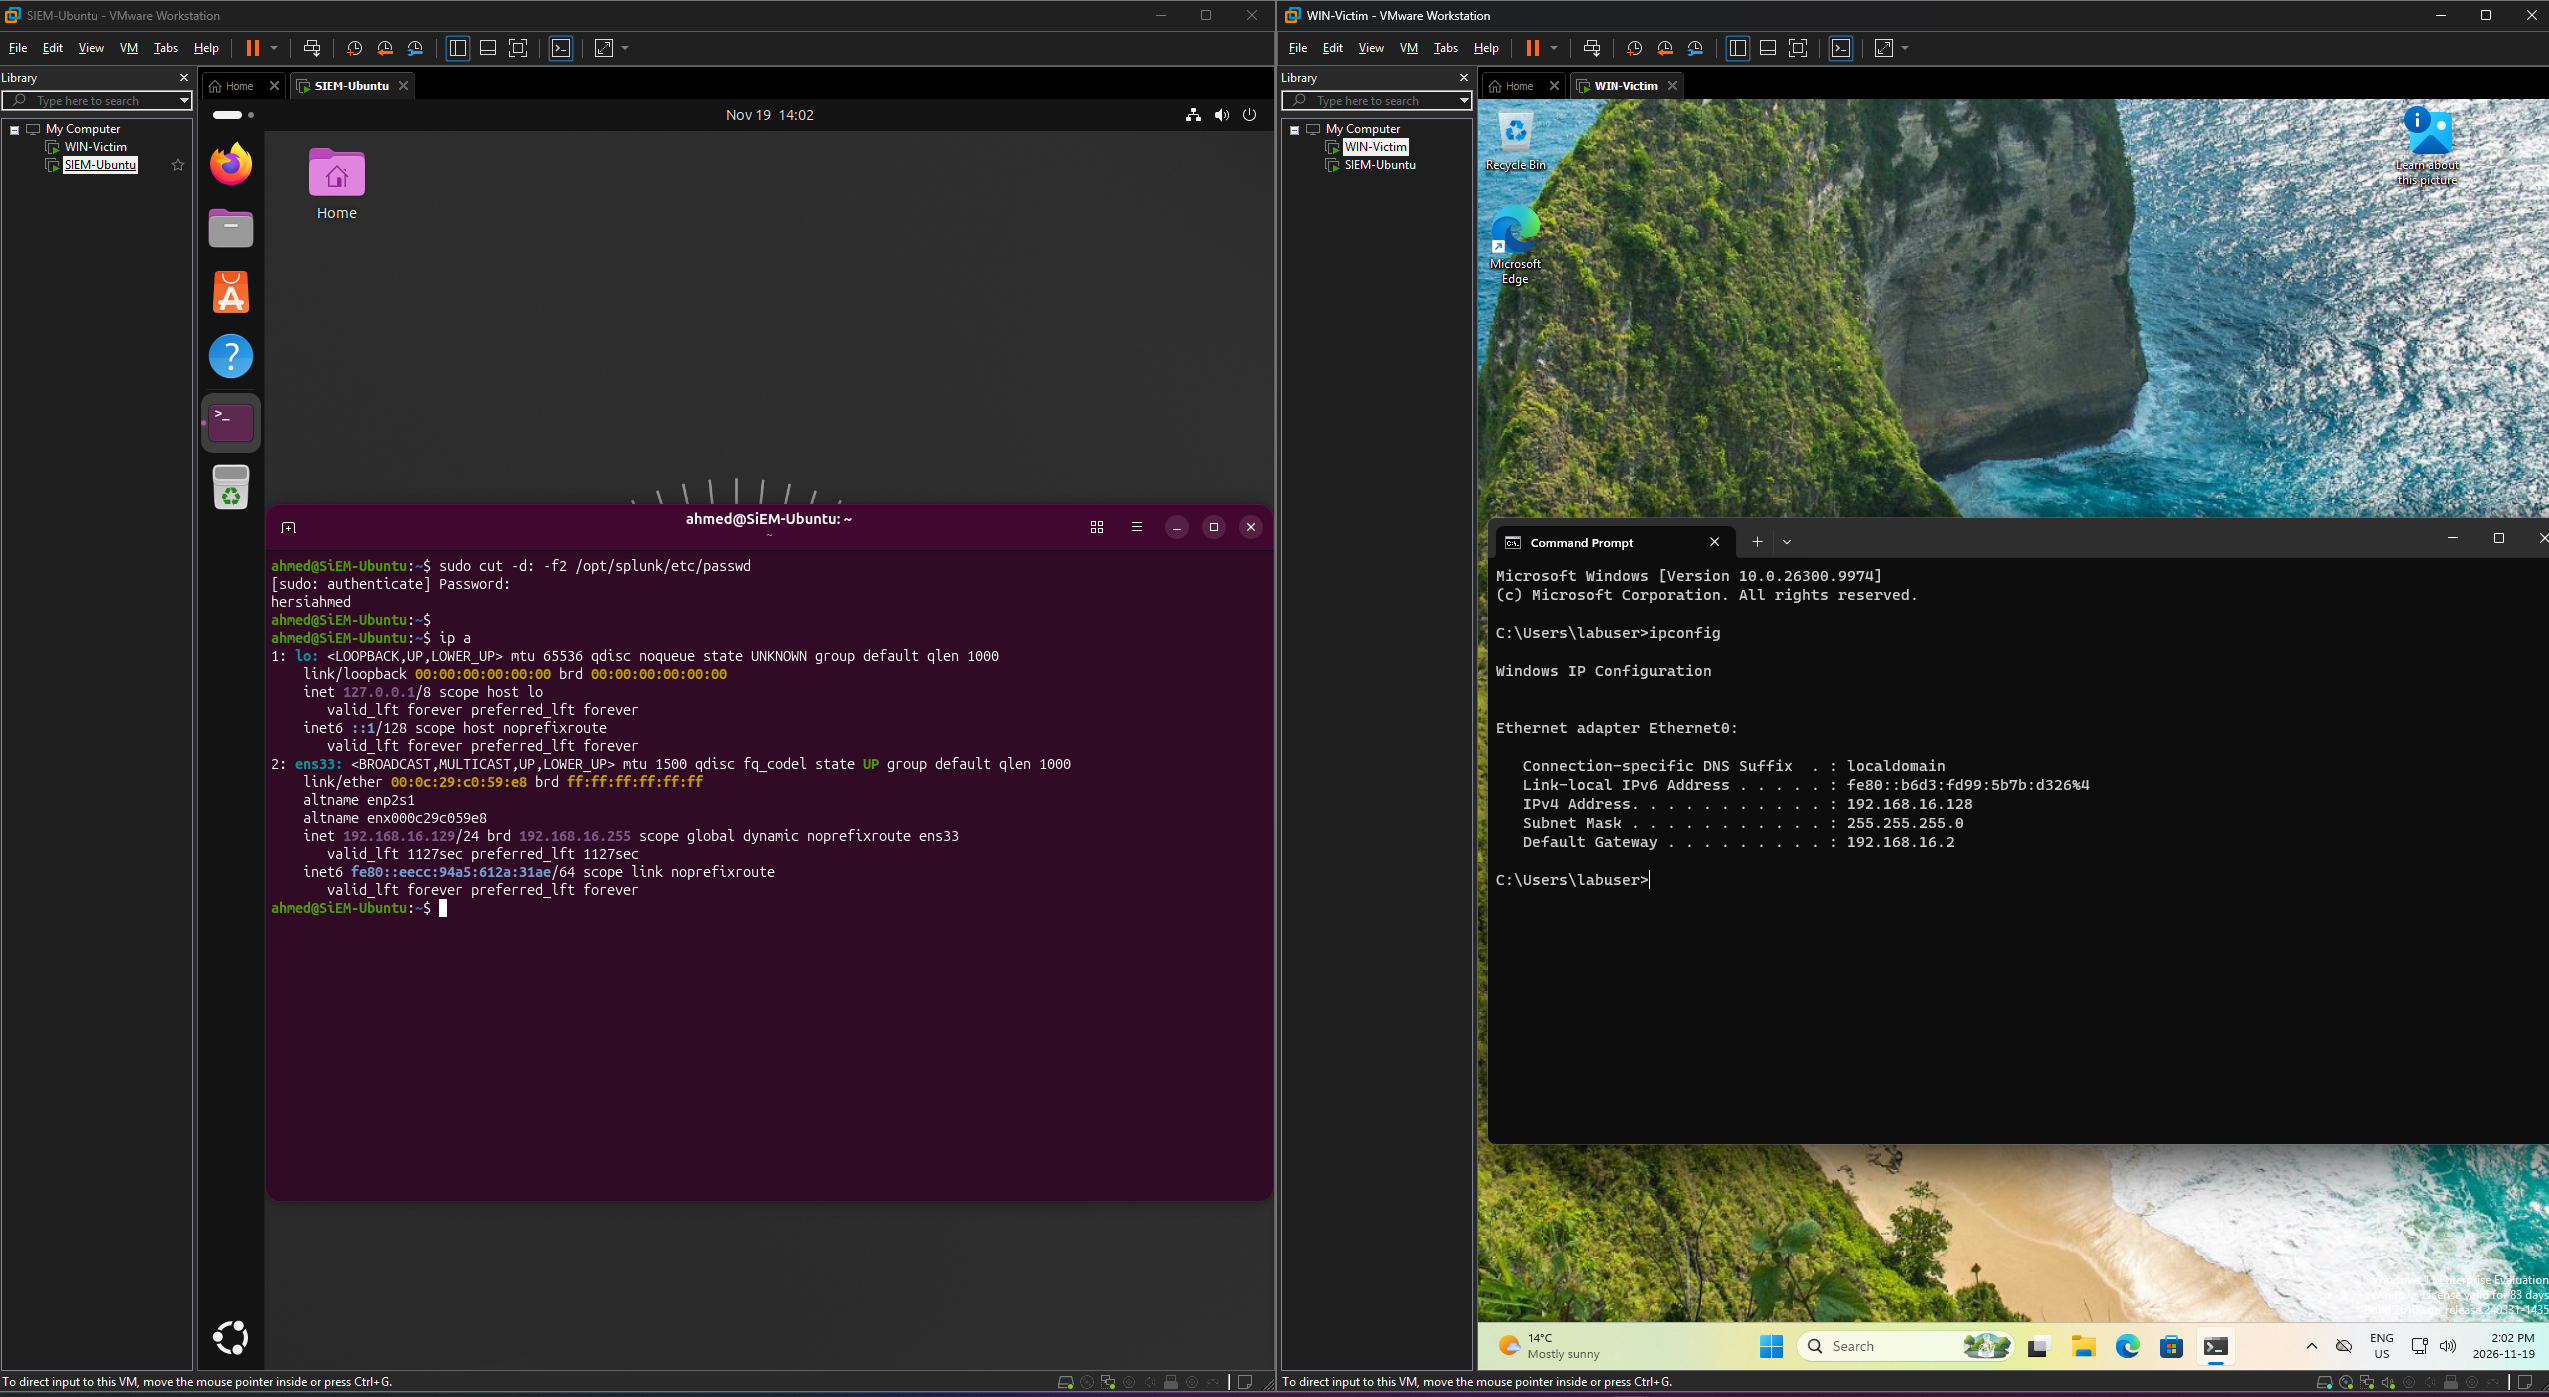 SIEM-Ubuntu - VMware Workstation
File Edit View VM Tabs Help
Library
Type here to search
My Computer
WIN-Victim
SIEM-Ubuntu
Home
SIEM-Ubuntu
Nov 19 14:02
Home
ahmed@SiEM-Ubuntu: ~
~
ahmed@SiEM-Ubuntu:~$ sudo cut -d: -f2 /opt/splunk/etc/passwd
[sudo: authenticate] Password:
hersiahmed
ahmed@SiEM-Ubuntu:~$
ahmed@SiEM-Ubuntu:~$ ip a
1: lo: <LOOPBACK,UP,LOWER_UP> mtu 65536 qdisc noqueue state UNKNOWN group default qlen 1000
link/loopback 00:00:00:00:00:00 brd 00:00:00:00:00:00
inet 127.0.0.1/8 scope host lo
valid_lft forever preferred_lft forever
inet6 ::1/128 scope host noprefixroute
valid_lft forever preferred_lft forever
2: ens33: <BROADCAST,MULTICAST,UP,LOWER_UP> mtu 1500 qdisc fq_codel state UP group default qlen 1000
link/ether 00:0c:29:c0:59:e8 brd ff:ff:ff:ff:ff:ff
altname enp2s1
altname enx000c29c059e8
inet 192.168.16.129/24 brd 192.168.16.255 scope global dynamic noprefixroute ens33
valid_lft 1127sec preferred_lft 1127sec
inet6 fe80::eecc:94a5:612a:31ae/64 scope link noprefixroute
valid_lft forever preferred_lft forever
ahmed@SiEM-Ubuntu:~$
To direct input to this VM, move the mouse pointer inside or press Ctrl+G.
WIN-Victim - VMware Workstation
File Edit View VM Tabs Help
Library
Type here to search
My Computer
WIN-Victim
SIEM-Ubuntu
Home
WIN-Victim
Recycle Bin
Microsoft
Edge
Learn about
this picture
Command Prompt
Microsoft Windows [Version 10.0.26300.9974]
(c) Microsoft Corporation. All rights reserved.
C:\Users\labuser>ipconfig
Windows IP Configuration
Ethernet adapter Ethernet0:
Connection-specific DNS Suffix . : localdomain
Link-local IPv6 Address . . . . . : fe80::b6d3:fd99:5b7b:d326%4
IPv4 Address. . . . . . . . . . . : 192.168.16.128
Subnet Mask . . . . . . . . . . . : 255.255.255.0
Default Gateway . . . . . . . . . : 192.168.16.2
C:\Users\labuser>
Enterprise Evaluation
license valid for 83 days
14°C
Mostly sunny
Search
ENG
US
2:02 PM
2026-11-19
To direct input to this VM, move the mouse pointer inside or press Ctrl+G.